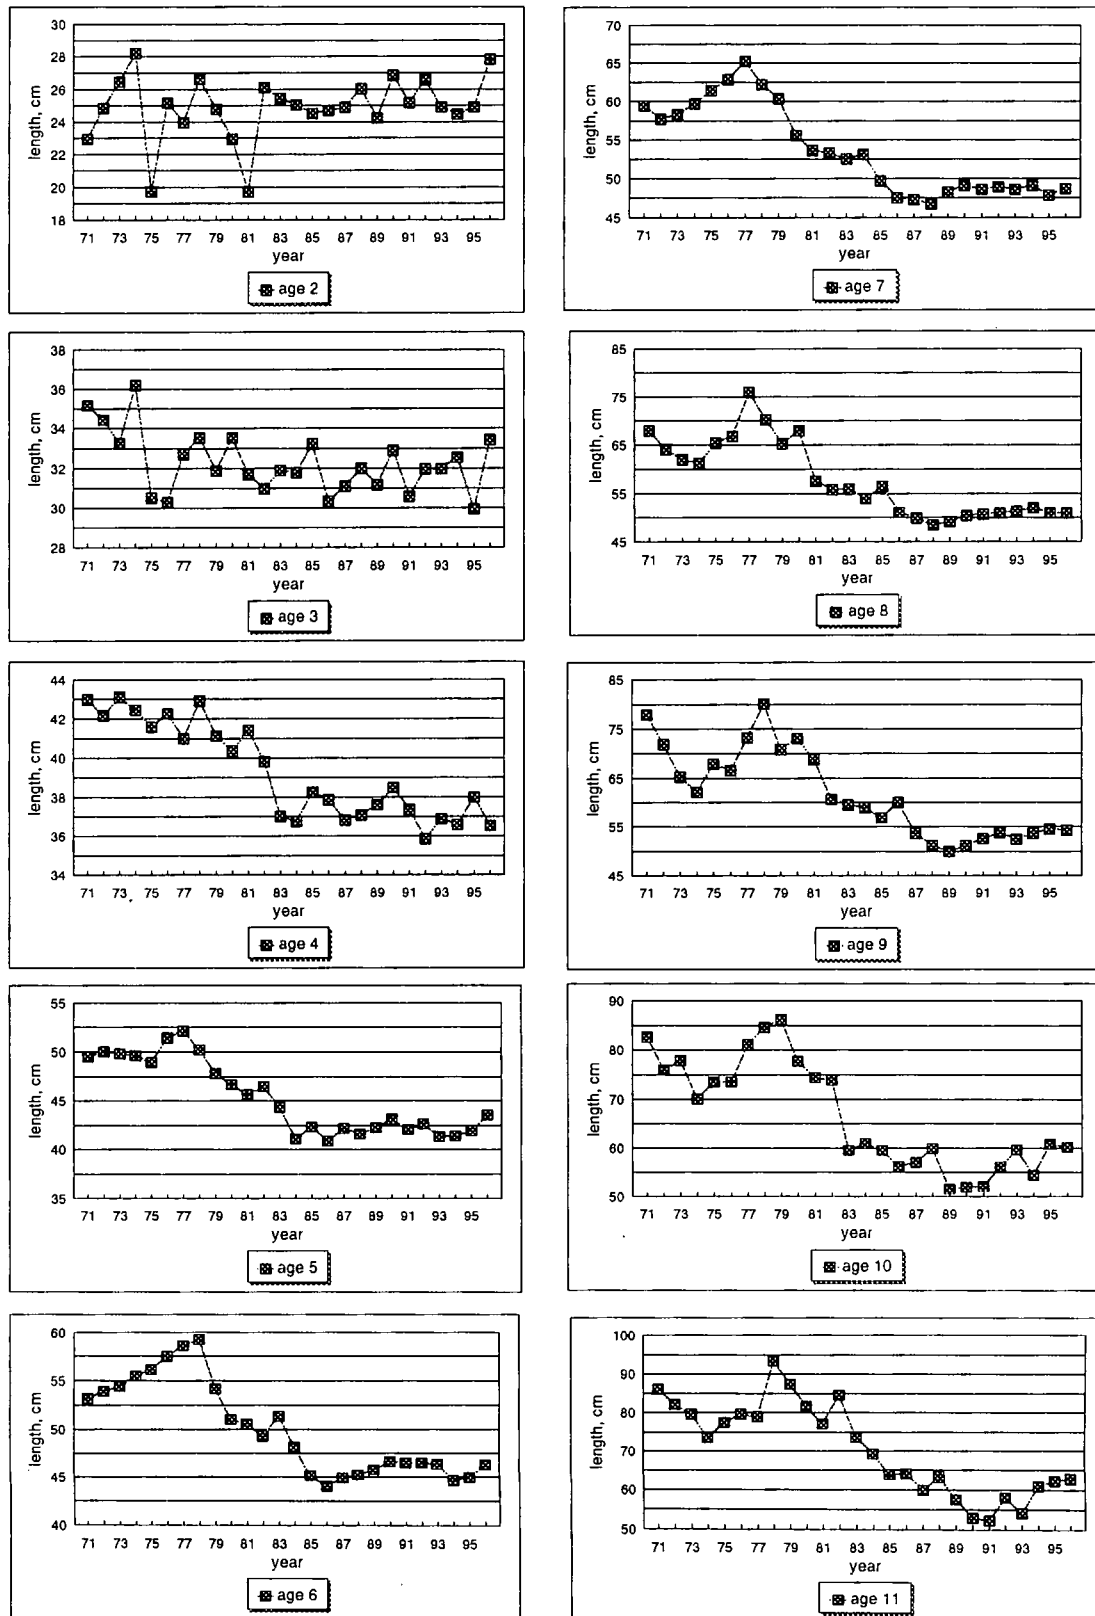 30
28
26
24
22
20
18
length, cm
71 73 75 77 79 81 83 85 87 89 91 93 95
year
age 2
38
36
34
32
30
28
length, cm
71 73 75 77 79 81 83 85 87 89 91 93 95
year
age 3
44
42
40
38
36
34
length, cm
71 73 75 77 79 81 83 85 87 89 91 93 95
year
age 4
55
50
45
40
35
length, cm
71 73 75 77 79 81 83 85 87 89 91 93 95
year
age 5
60
55
50
45
40
length, cm
71 73 75 77 79 81 83 85 87 89 91 93 95
year
age 6
70
65
60
55
50
45
length, cm
71 73 75 77 79 81 83 85 87 89 91 93 95
year
age 7
85
75
65
55
45
length, cm
71 73 75 77 79 81 83 85 87 89 91 93 95
year
age 8
85
75
65
55
45
length, cm
71 73 75 77 79 81 83 85 87 89 91 93 95
year
age 9
90
80
70
60
50
length, cm
71 73 75 77 79 81 83 85 87 89 91 93 95
year
age 10
100
90
80
70
60
50
length, cm
71 73 75 77 79 81 83 85 87 89 91 93 95
year
age 11